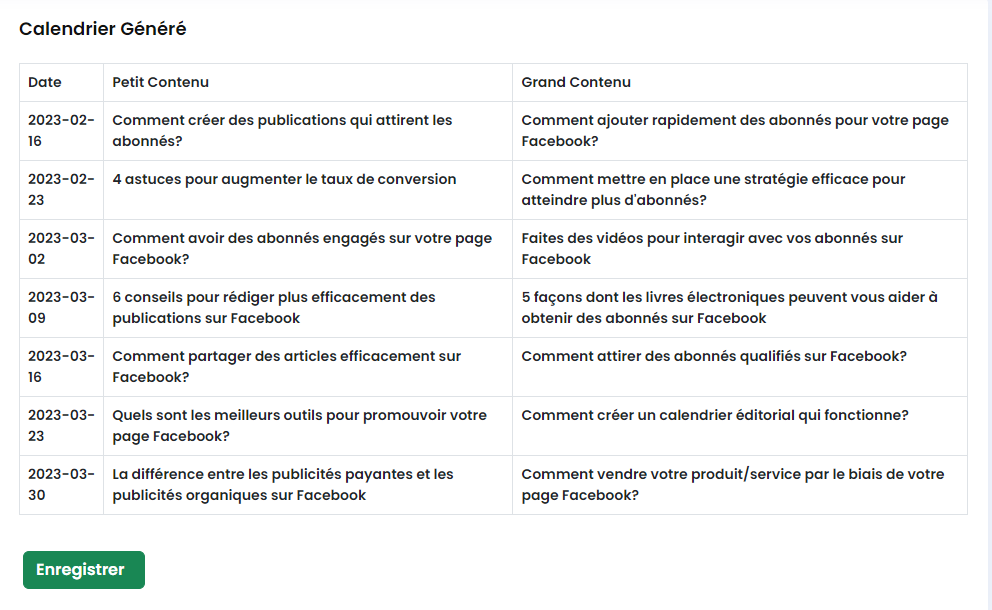 Calendrier Généré
Date Petit Contenu Grand Contenu
2023-02- Comment créer des publications qui attirent les Comment ajouter rapidement des abonnés pour votre page
16 abonnés? Facebook?
2023-02- 4 astuces pour augmenter le taux de conversion Comment mettre en place une stratégie efficace pour
23 atteindre plus d'abonnés?
2023-03- Comment avoir des abonnés engagés sur votre page Faites des vidéos pour interagir avec vos abonnés sur
02 Facebook? Facebook
2023-03- 6 conseils pour rédiger plus efficacement des 5 façons dont les livres électroniques peuvent vous aider à
09 publications sur Facebook obtenir des abonnés sur Facebook
2023-03- Comment partager des articles efficacement sur Comment attirer des abonnés qualifiés sur Facebook?
16 Facebook?
2023-03- Quels sont les meilleurs outils pour promouvoir votre Comment créer un calendrier éditorial qui fonctionne?
23 page Facebook?
2023-03- La différence entre les publicités payantes et les Comment vendre votre produit/service par le biais de votre
30 publicités organiques sur Facebook page Facebook?
Enregistrer